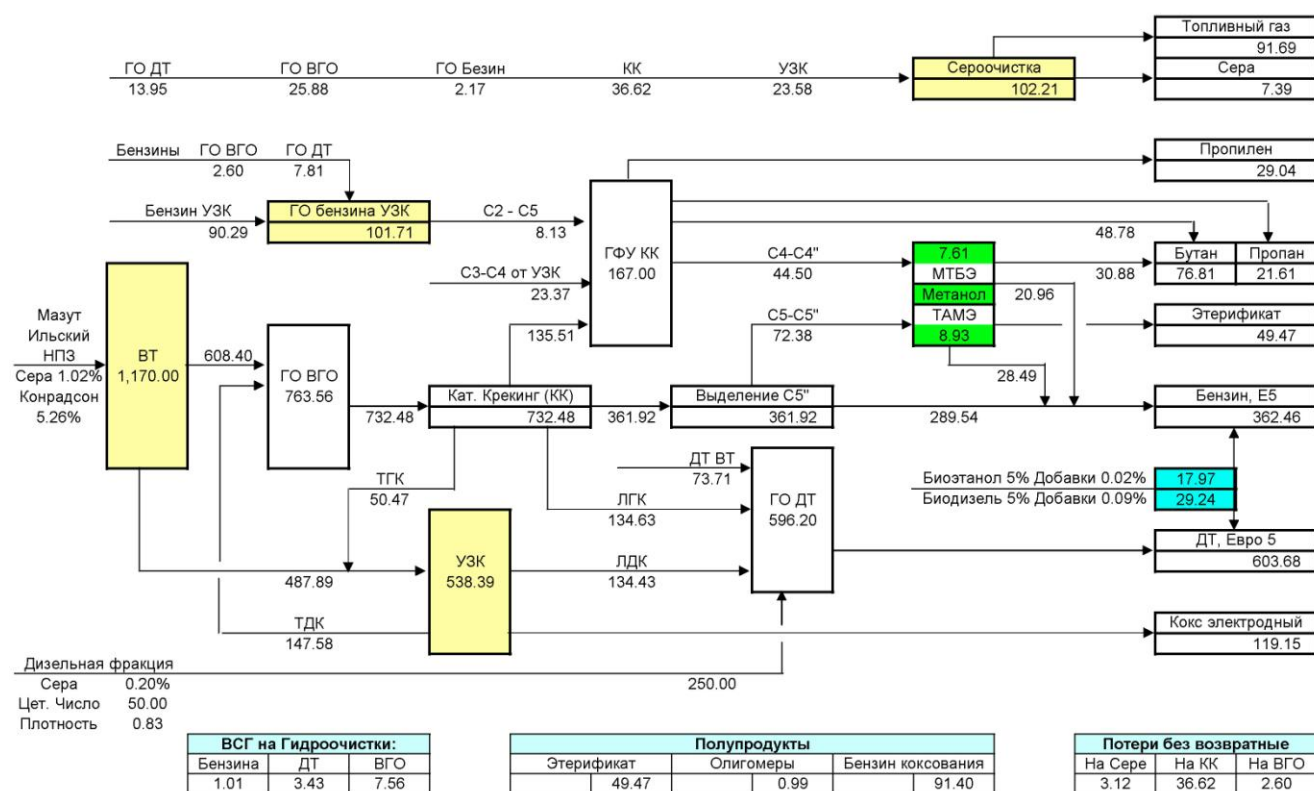 Топливный газ
91.69
ГО ДТ ГО ВГО ГО Безин КК УЗК Сероочистка Сера
13.95 25.88 2.17 36.62 23.58 102.21 7.39
Бензины ГО ВГО ГО ДТ Пропилен
2.60 7.81 29.04
Бензин УЗК ГО бензина УЗК C2 - C5
90.29 101.71 8.13 48.78
ГФУ КК
167.00
C4-C4" 7.61 Бутан Пропан
44.50 МТБЭ 30.88 76.81 21.61
C3-C4 от УЗК
23.37 Метанол 20.96
C5-C5" ТАМЭ Этерификат
135.51 72.38 8.93 49.47
28.49
Мазут
Ильский
НПЗ
Сера 1.02%
Конрадсон
5.26%
ВТ
1,170.00
608.40
ГО ВГО
763.56
Кат. Крекинг (КК) Выделение C5" Бензин, E5
732.48 732.48 361.92 361.92 289.54 362.46
ТГК
50.47
ДТ ВТ
73.71
ЛГК
134.63
ГО ДТ
596.20
Биоэтанол 5% Добавки 0.02% 17.97
Биодизель 5% Добавки 0.09% 29.24
УЗК
538.39
487.89
ЛДК
134.43
ДТ, Евро 5
603.68
ТДК
147.58
Кокс электродный
119.15
Дизельная фракция
Сера 0.20%
Цет. Число 50.00
Плотность 0.83
250.00
ВСГ на Гидроочистки:
Бензина ДТ ВГО
1.01 3.43 7.56
Полупродукты
Этерификат Олигомеры Бензин коксования
49.47 0.99 91.40
Потери без возвратные
На Сере На КК На ВГО
3.12 36.62 2.60